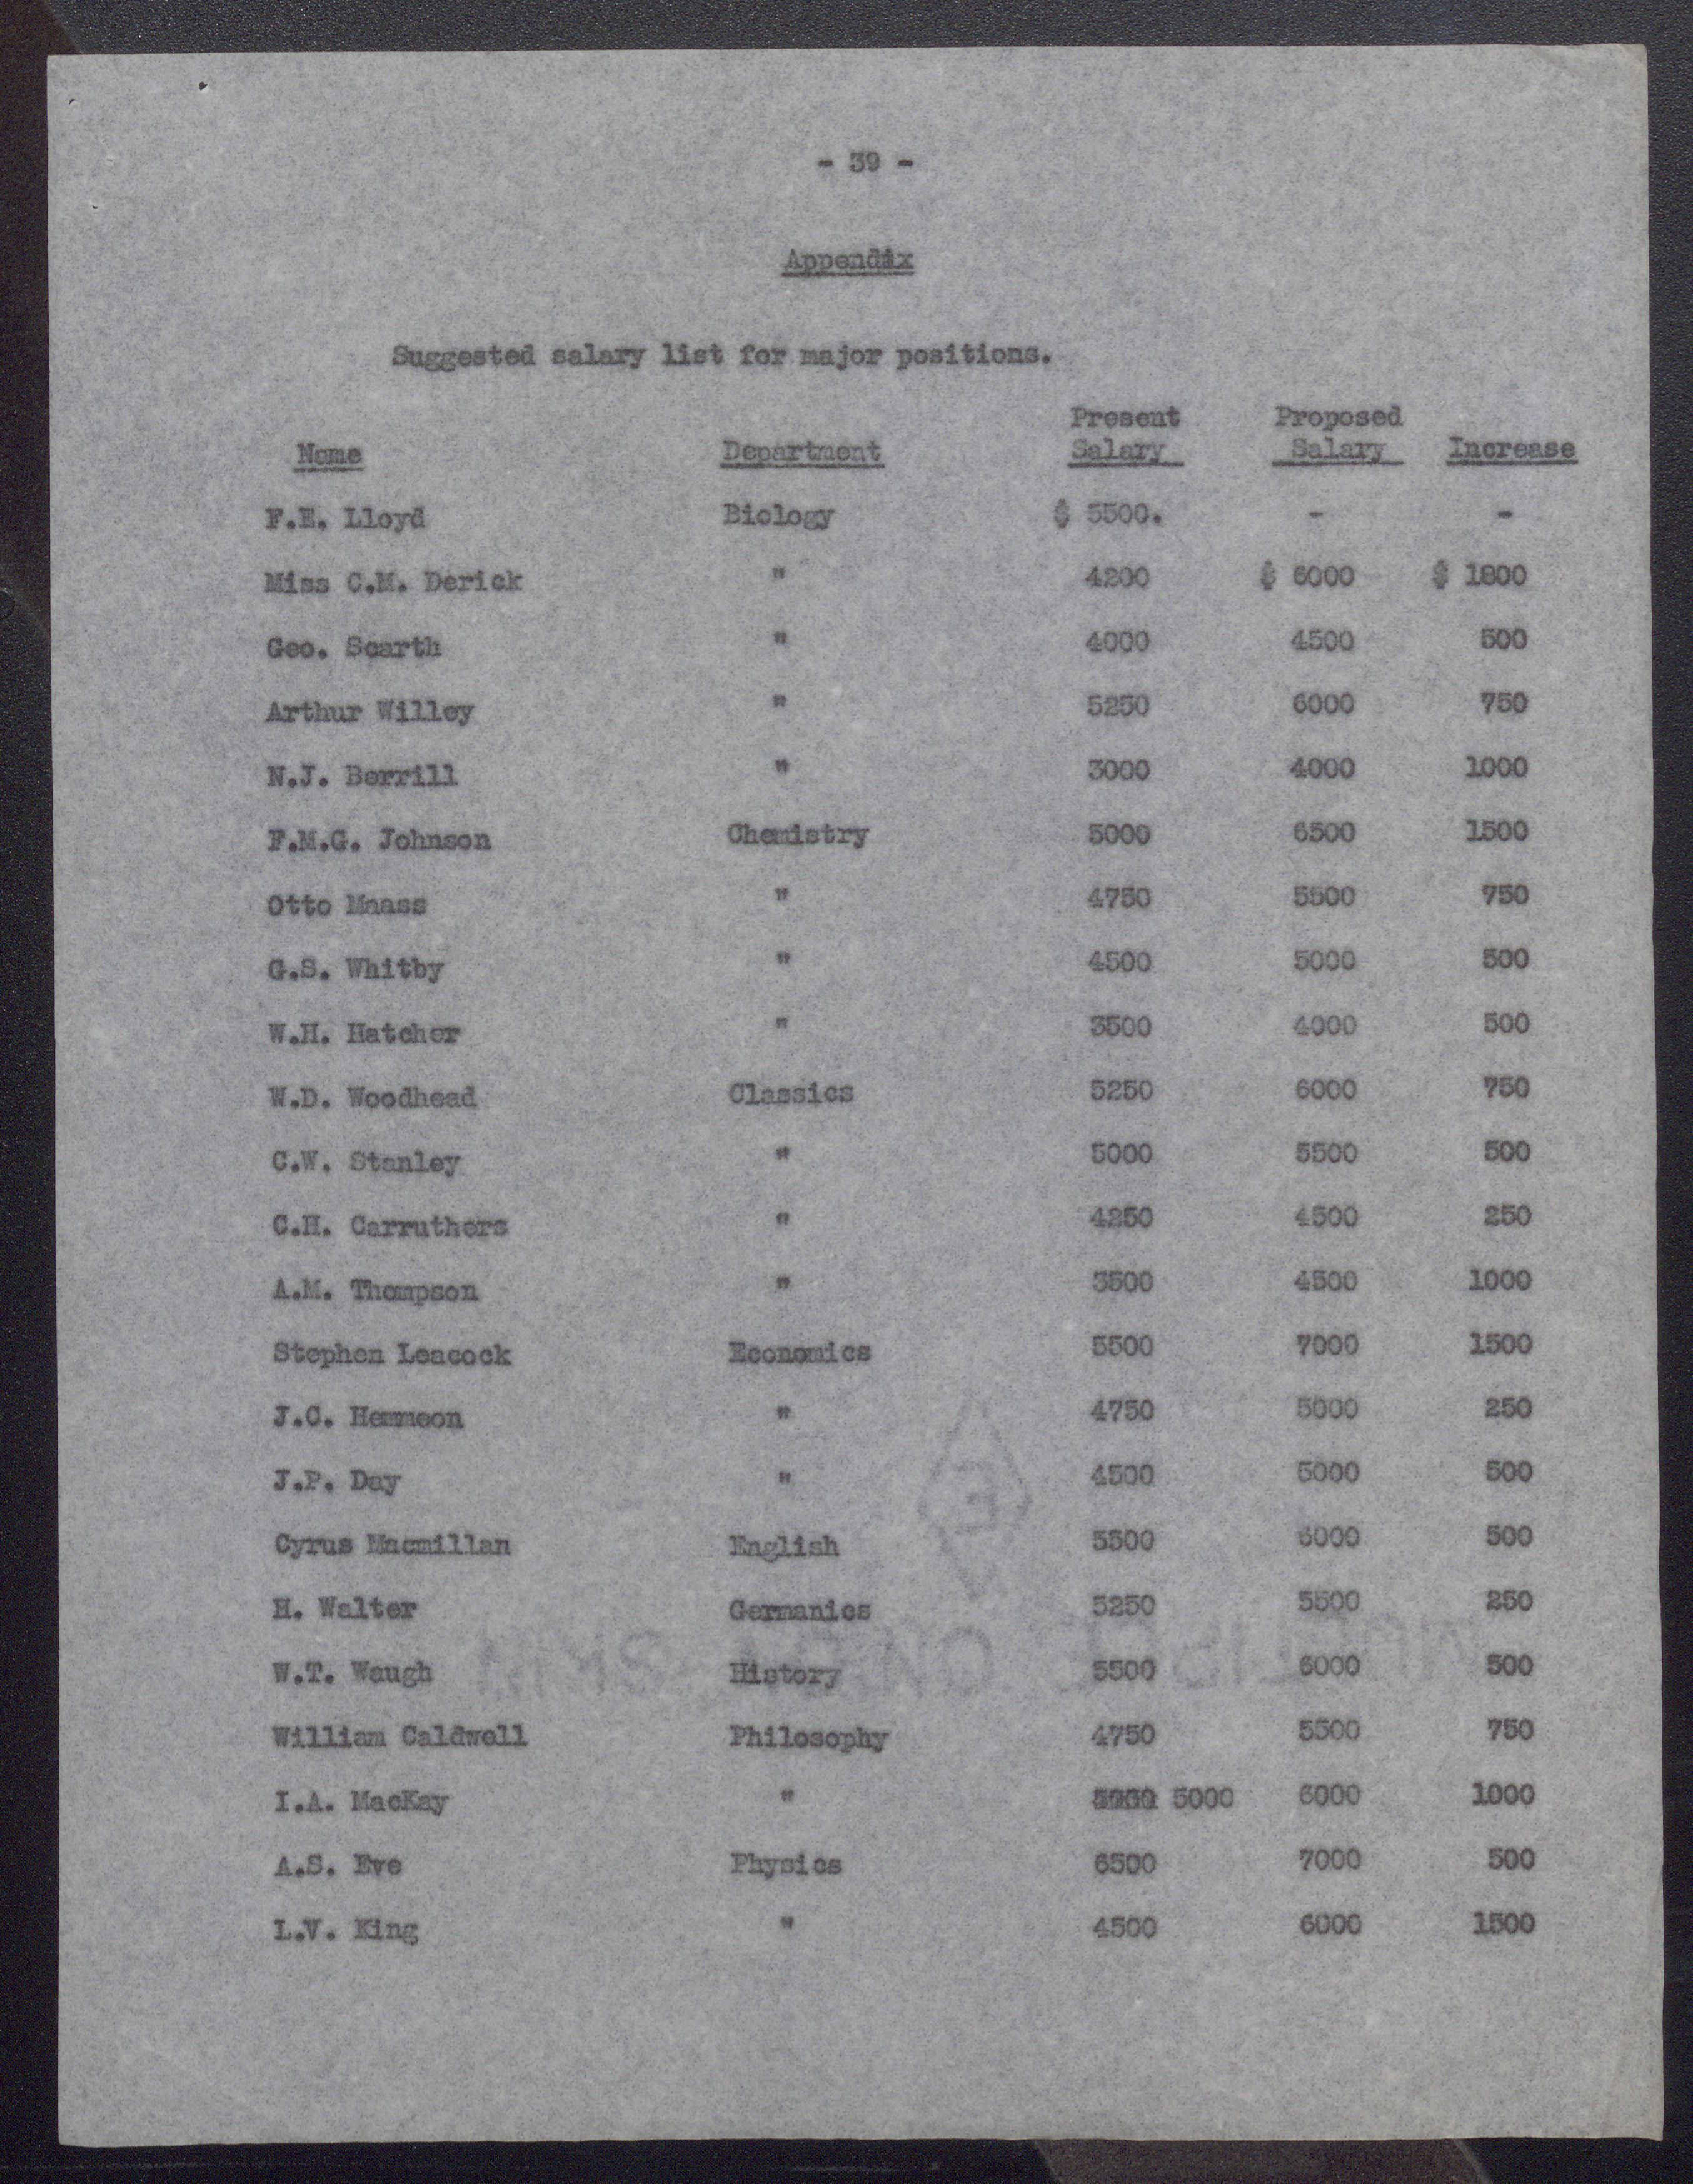 - 39 -
Appendix
Suggested salary list for major positions.
Present Proposed
Name Department Salary Salary Increase
F.E. Lloyd Biology $ 5500. - -
Miss C.M. Derick " 4200 $ 6000 $ 1800
Geo. Scarth " 4000 4500 500
Arthur Willey " 5250 6000 750
N.J. Berrill " 3000 4000 1000
F.M.G. Johnson Chemistry 5000 6500 1500
Otto Maass " 4750 5500 750
G.S. Whitby " 4500 5000 500
W.H. Hatcher " 3500 4000 500
W.D. Woodhead Classics 5250 6000 750
C.W. Stanley " 5000 5500 500
C.H. Carruthers " 4250 4500 250
A.M. Thompson " 3500 4500 1000
Stephen Leacock Economics 5500 7000 1500
J.C. Hemmeon " 4750 5000 250
J.P. Day " 4500 5000 500
Cyrus Macmillan English 5500 6000 500
H. Walter Germanics 5250 5500 250
W.T. Waugh History 5500 6000 500
William Caldwell Philosophy 4750 5500 750
I.A. MacKay " 5000 6000 1000
A.S. Eve Physics 6500 7000 500
L.V. King " 4500 6000 1500